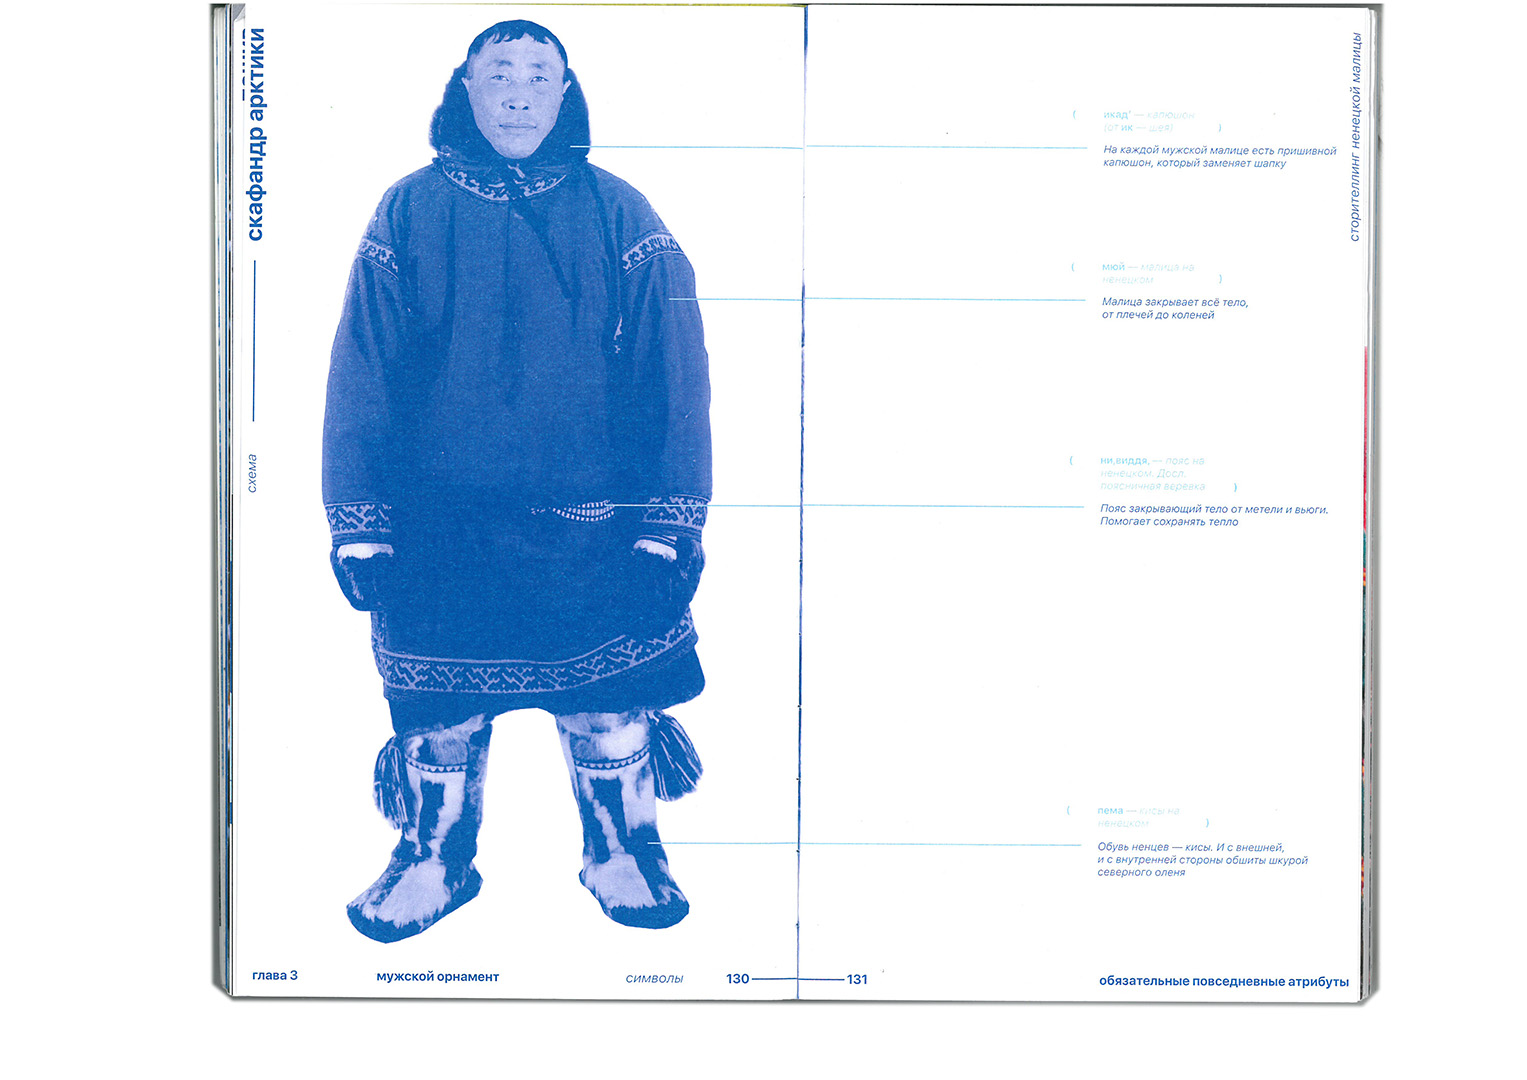 скафандр арктики
схема
сторителлинг ненецкой малицы
( икад' — капюшон
(от ик — шея) )
На каждой мужской малице есть пришивной
капюшон, который заменяет шапку
( мюй — малица на
ненецком )
Малица закрывает всё тело,
от плечей до коленей
( ни,виддя, — пояс на
ненецком. Досл.
поясничная веревка )
Пояс закрывающий тело от метели и вьюги.
Помогает сохранять тепло
( пема — кисы на
ненецком )
Обувь ненцев — кисы. И с внешней,
и с внутренней стороны обшиты шкурой
северного оленя
глава 3 мужской орнамент символы 130 — 131 обязательные повседневные атрибуты